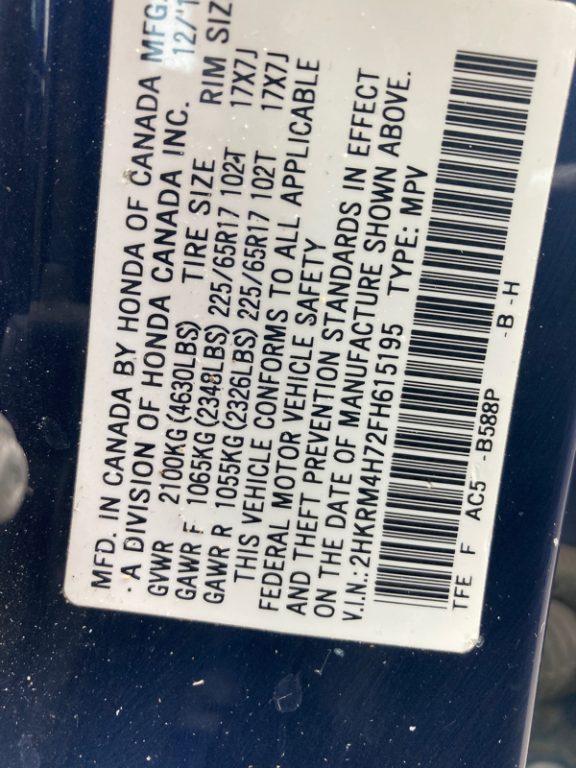 MFD. IN CANADA BY HONDA OF CANADA MFG.
. A DIVISION OF HONDA CANADA INC. 12/'1
GVWR 2100KG(4630LBS) TIRE SIZE RIM SIZ
GAWR F 1065KG(2348LBS) 225/65R17 102T 17X7J
GAWR R 1055KG(2326LBS) 225/65R17 102T 17X7J
THIS VEHICLE CONFORMS TO ALL APPLICABLE
FEDERAL MOTOR VEHICLE SAFETY
AND THEFT PREVENTION STANDARDS IN EFFECT
ON THE DATE OF MANUFACTURE SHOWN ABOVE.
V.I.N.:2HKRM4H72FH615195 TYPE: MPV
TFE F AC5 -B588P -B -H